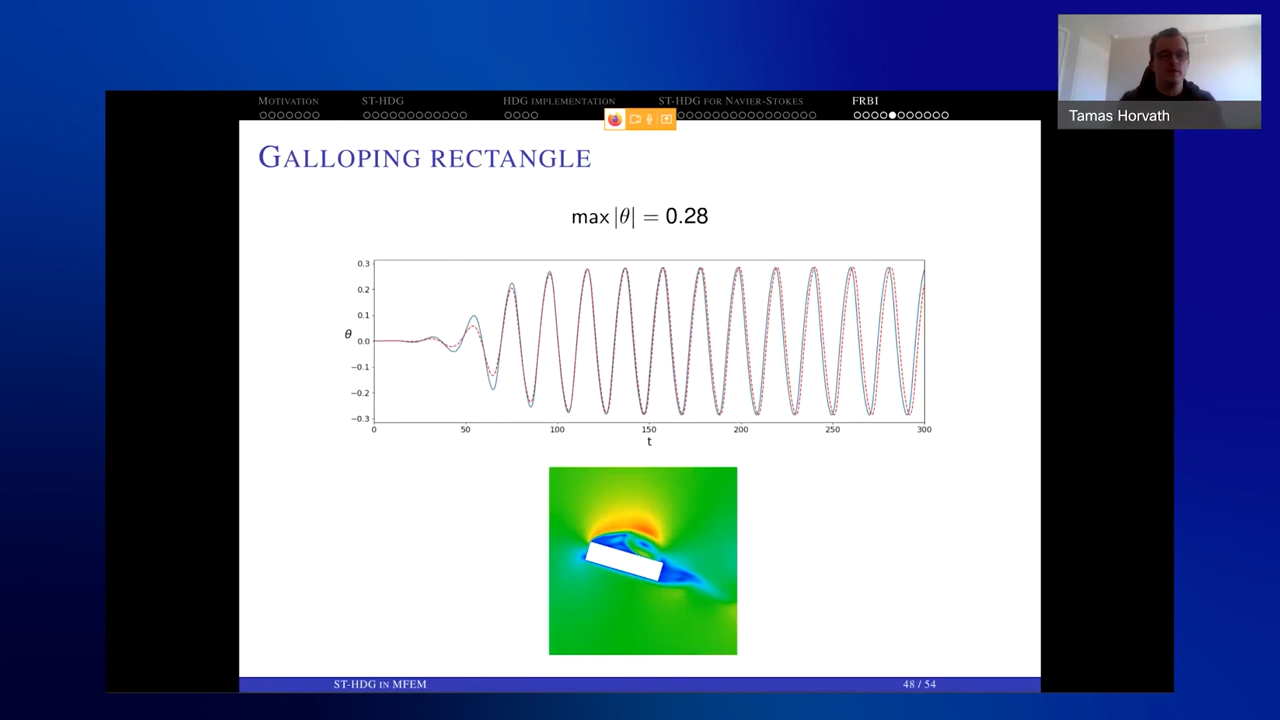 MOTIVATION ST-HDG HDG IMPLEMENTATION ST-HDG FOR NAVIER-STOKES FRBI
Tamas Horvath
GALLOPING RECTANGLE
max |θ| = 0.28
0.3
0.2
0.1
0.0
−0.1
−0.2
−0.3
θ
0 50 100 150 200 250 300
t
ST-HDG IN MFEM 48 / 54